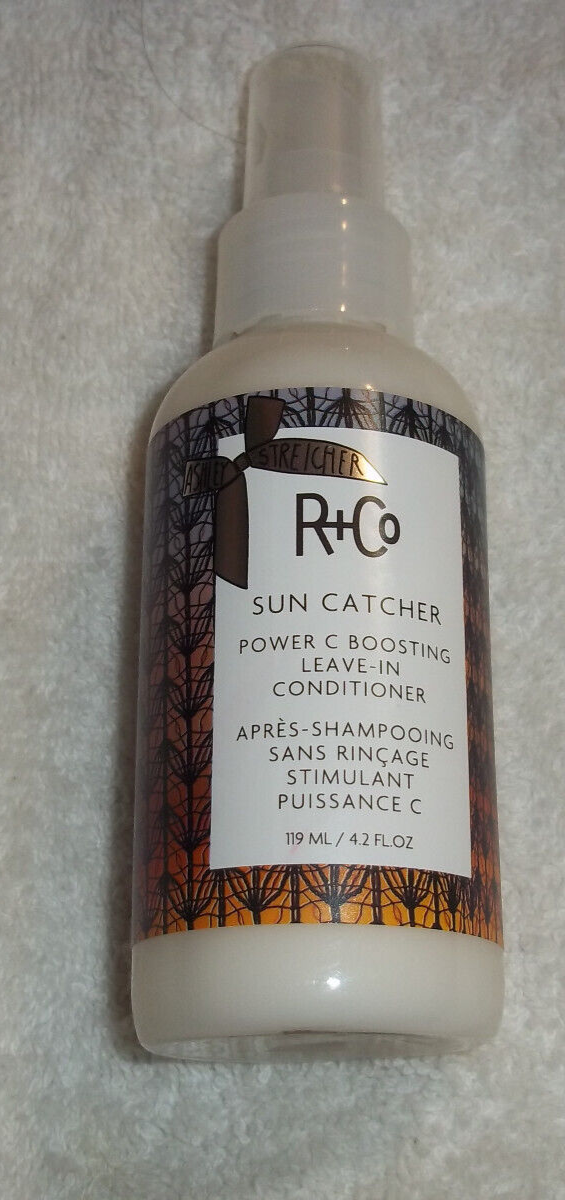 ASHLEY STREICHER
R+Co
SUN CATCHER
POWER C BOOSTING
LEAVE-IN
CONDITIONER
APRÈS-SHAMPOOING
SANS RINÇAGE
STIMULANT
PUISSANCE C
119 ML / 4.2 FL.OZ